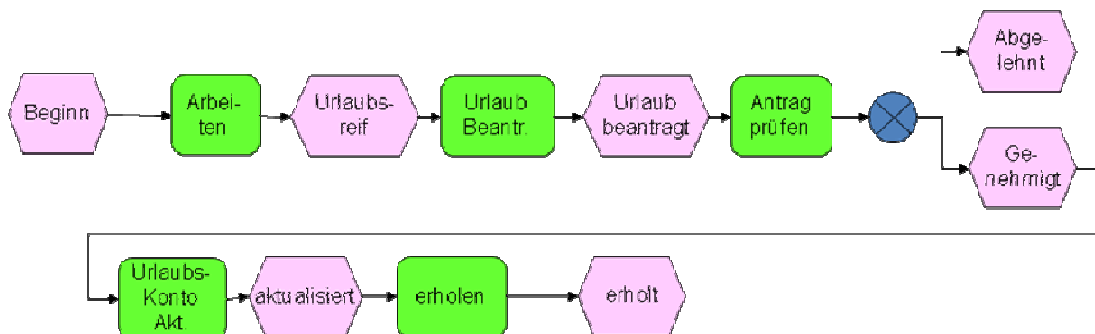 Beginn
Arbei-
ten
Urlaubs-
reif
Urlaub
Beantr.
Urlaub
beantragt
Antrag
prüfen
Abge-
lehnt
Ge-
nehmigt
Urlaubs-
Konto
Akt.
aktualisiert
erholen
erholt